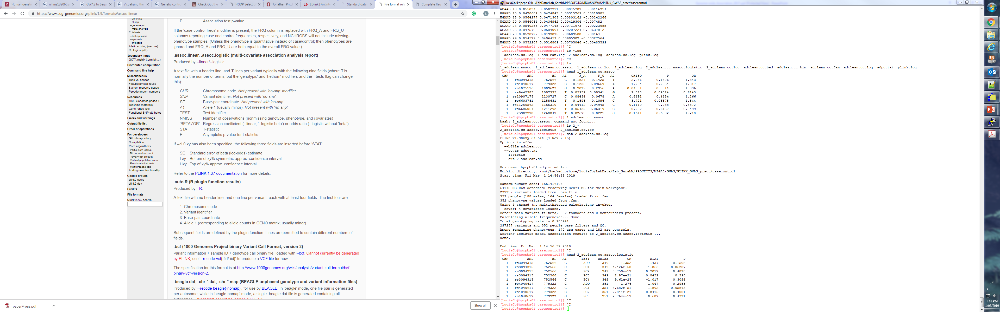 Human geneti
nihms132060.p
GWAS to Sequ
Visualizing the
Genetic contro
Check Out the
HGDP Selectio
Jonathan Pritch
LDlink | An Int
Standard data
File format refe
Complete flag
https://www.cog-genomics.org/plink/1.9/formats#assoc_linear
L
--annotate
--clump
--gene-report
--meta-analysis
Epistasis
--fast-epistasis
--epistasis
--twolocus
Allelic scoring (--score)
R plugins (--R)
Secondary input
GCTA matrix (.grm.bin...)
Distributed computation
Command-line help
Miscellaneous
Tabs vs. spaces
Flag/parameter reuse
System resource usage
Pseudorandom numbers
Resources
1000 Genomes phase 1
Teaching materials
Gene range lists
Functional SNP attributes
Errors and warnings
Output file list
Order of operations
For developers
GitHub repository
Compilation
Core algorithms
Partial sum lookup
Bit population count
Ternary dot product
Vertical population count
Exact statistical tests
Multithreaded gzip
Adding new functionality
Google groups
plink2-users
plink2-dev
Credits
File formats
Quick index search
P Association test p-value
If the 'case-control-freqs' modifier is present, the FRQ column is replaced with FRQ_A and FRQ_U
columns reporting case and control frequencies, respectively, and NCHROBS will not include missing-
phenotype samples. (Unless the phenotype is quantitative instead of case/control; then phenotypes are
ignored and FRQ_A and FRQ_U are both equal to the overall FRQ value.)
.assoc.linear, .assoc.logistic (multi-covariate association analysis report)
Produced by --linear/--logistic.
A text file with a header line, and T lines per variant typically with the following nine fields (where T is
normally the number of terms, but the 'genotypic' and 'hethom' modifiers and the --tests flag can change
this):
CHR Chromosome code. Not present with 'no-snp' modifier.
SNP Variant identifier. Not present with 'no-snp'.
BP Base-pair coordinate. Not present with 'no-snp'.
A1 Allele 1 (usually minor). Not present with 'no-snp'.
TEST Test identifier
NMISS Number of observations (nonmissing genotype, phenotype, and covariates)
'BETA'/'OR' Regression coefficient (--linear, '--logistic beta') or odds ratio (--logistic without 'beta')
STAT T-statistic
P Asymptotic p-value for t-statistic
If --ci 0.xy has also been specified, the following three fields are inserted before 'STAT':
SE Standard error of beta (log-odds) estimate
Lxy Bottom of xy% symmetric approx. confidence interval
Hxy Top of xy% approx. confidence interval
Refer to the PLINK 1.07 documentation for more details.
.auto.R (R plugin function results)
Produced by --R.
A text file with no header line, and one line per variant, each with at least four fields. The first four are:
1. Chromosome code
2. Variant identifier
3. Base-pair coordinate
4. Allele 1 (corresponding to allele counts in GENO matrix; usually minor)
Subsequent fields are defined by the plugin function. Lines are permitted to contain different numbers of
fields.
.bcf (1000 Genomes Project binary Variant Call Format, version 2)
Variant information + sample ID + genotype call binary file, loaded with --bcf. Cannot currently be generated
by PLINK; use '--recode vcf{-fid/-iid}' to produce a VCF file for now.
The specification for this format is at http://www.1000genomes.org/wiki/analysis/variant-call-format/bcf-
binary-vcf-version-2.
.beagle.dat, .chr-*.dat, .chr-*.map (BEAGLE unphased genotype and variant information files)
Produced by '--recode beagle{-nomap}', for use by BEAGLE. In 'beagle' mode, one file pair is generated
per autosome, while in 'beagle-nomap' mode, a single .beagle.dat file is generated containing all
autosomes. This format cannot be loaded by PLINK.
paperMyers.pdf
Show all
luciaCo@hpcpbs01:~/LabData/Lab_SarahM/PROJECTS/MIGAS/GWAS/PLINK_GWAS_pract/casecontrol
WGAAD 10 0.0550949 0.0507711 0.00845787 -0.00116914
WGAAD 15 0.0470604 0.0474843 0.00315769 0.00810905
WGAAD 18 0.0564277 0.0471303 0.00803162 -0.00242266
WGAAD 20 0.0564051 0.0436962 0.00419304 -0.007482
WGAAD 24 0.0540288 0.0477145 0.00711973 -0.00223988
WGAAD 25 0.0475798 0.0504094 0.00207224 0.00637812
WGAAD 28 0.0570727 0.0493075 0.00609508 -0.00164
WGAAD 29 0.054579 0.0496459 0.00995307 -0.00327564
WGAAD 31 0.0552207 0.0516809 0.00705046 -0.00485599
[luciaCo@hpcpbs01 casecontrol]$ ^C
[luciaCo@hpcpbs01 casecontrol]$ ls *log
1_adclean.cc.log 1_adclean.log 2_adclean.cc.log adclean.cc.log plink.log
[luciaCo@hpcpbs01 casecontrol]$ ^C
[luciaCo@hpcpbs01 casecontrol]$ ls
1_adclean.assoc 1_adclean.cc.assoc 1_adclean.cc.log 1_adclean.log 2_adclean.cc.assoc.logistic 2_adclean.cc.log adclean.cc.bed adclean.cc.bim adclean.cc.fam adclean.cc.log adpc.txt plink.log
[luciaCo@hpcpbs01 casecontrol]$ head 1_adclean.cc.assoc
CHR SNP BP A1 F_A F_U A2 CHISQ P OR
1 rs3094315 752566 C 0.1824 0.1425 T 2.046 0.1526 1.343
1 rs4040617 779322 G 0.1235 0.09669 A 1.294 0.2554 1.317
1 rs4075116 1003629 G 0.3029 0.2956 A 0.04531 0.8314 1.036
1 rs9442385 1097335 T 0.05952 0.09341 G 2.818 0.09324 0.6143
1 rs10907175 1130727 C 0.08434 0.0678 A 0.6691 0.4134 1.266
1 rs6603781 1158631 T 0.1596 0.1096 C 3.721 0.05375 1.544
1 rs11260562 1165310 T 0.04412 0.04945 C 0.1119 0.738 0.8872
1 rs6685064 1211292 T 0.05422 0.06319 C 0.252 0.6157 0.8499
1 rs307378 1268847 T 0.02679 0.0221 G 0.1611 0.6882 1.218
[luciaCo@hpcpbs01 casecontrol]$ 1_adclean.cc.assoc
bash: 1_adclean.cc.assoc: command not found...
[luciaCo@hpcpbs01 casecontrol]$ ls 2_*
2_adclean.cc.assoc.logistic 2_adclean.cc.log
[luciaCo@hpcpbs01 casecontrol]$ cat 2_adclean.cc.log
PLINK v1.90b3y 64-bit (4 Nov 2015)
Options in effect:
--bfile adclean.cc
--covar adpc.txt
--logistic
--out 2_adclean.cc
Hostname: hpcpbs01.adqimr.ad.lan
Working directory: /mnt/backedup/home/luciaCo/LabData/Lab_SarahM/PROJECTS/MIGAS/GWAS/PLINK_GWAS_pract/casecontrol
Start time: Fri Mar 1 14:56:38 2019
Random number seed: 1551416198
64148 MB RAM detected; reserving 32074 MB for main workspace.
297237 variants loaded from .bim file.
352 people (188 males, 164 females) loaded from .fam.
352 phenotype values loaded from .fam.
Using 1 thread (no multithreaded calculations invoked.
--covar: 4 covariates loaded.
Before main variant filters, 352 founders and 0 nonfounders present.
Calculating allele frequencies... done.
Total genotyping rate is 0.985941.
297237 variants and 352 people pass filters and QC.
Among remaining phenotypes, 170 are cases and 182 are controls.
Writing logistic model association results to 2_adclean.cc.assoc.logistic ...
done.
End time: Fri Mar 1 14:56:52 2019
[luciaCo@hpcpbs01 casecontrol]$ ^C
[luciaCo@hpcpbs01 casecontrol]$ head 2_adclean.cc.assoc.logistic
CHR SNP BP A1 TEST NMISS OR STAT P
1 rs3094315 752566 C ADD 349 1.352 1.437 0.1508
1 rs3094315 752566 C PC1 349 4.426e-50 -1.866 0.06207
1 rs3094315 752566 C PC2 349 8.759e+17 0.7017 0.4828
1 rs3094315 752566 C PC3 349 2.97e+21 0.8452 0.398
1 rs3094315 752566 C PC4 349 9.61e-25 -1.017 0.3094
1 rs4040617 779322 G ADD 351 1.276 1.047 0.2953
1 rs4040617 779322 G PC1 351 8.682e-51 -1.892 0.05843
1 rs4040617 779322 G PC2 351 2.841e+21 0.8415 0.4001
1 rs4040617 779322 G PC3 351 2.764e+17 0.687 0.4921
[luciaCo@hpcpbs01 casecontrol]$ ^C
[luciaCo@hpcpbs01 casecontrol]$ ^C
[luciaCo@hpcpbs01 casecontrol]$
EN
EN
3:18 PM
1/03/2019